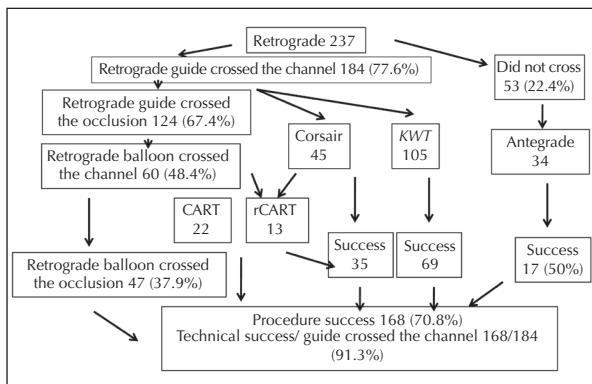 Retrograde 237
Retrograde guide crossed the channel 184 (77.6%)
Did not cross
53 (22.4%)
Retrograde guide crossed
the occlusion 124 (67.4%)
Corsair
45
KWT
105
Antegrade
34
Retrograde balloon crossed
the channel 60 (48.4%)
CART
22
rCART
13
Success
35
Success
69
Success
17 (50%)
Retrograde balloon crossed
the occlusion 47 (37.9%)
Procedure success 168 (70.8%)
Technical success/ guide crossed the channel 168/184
(91.3%)